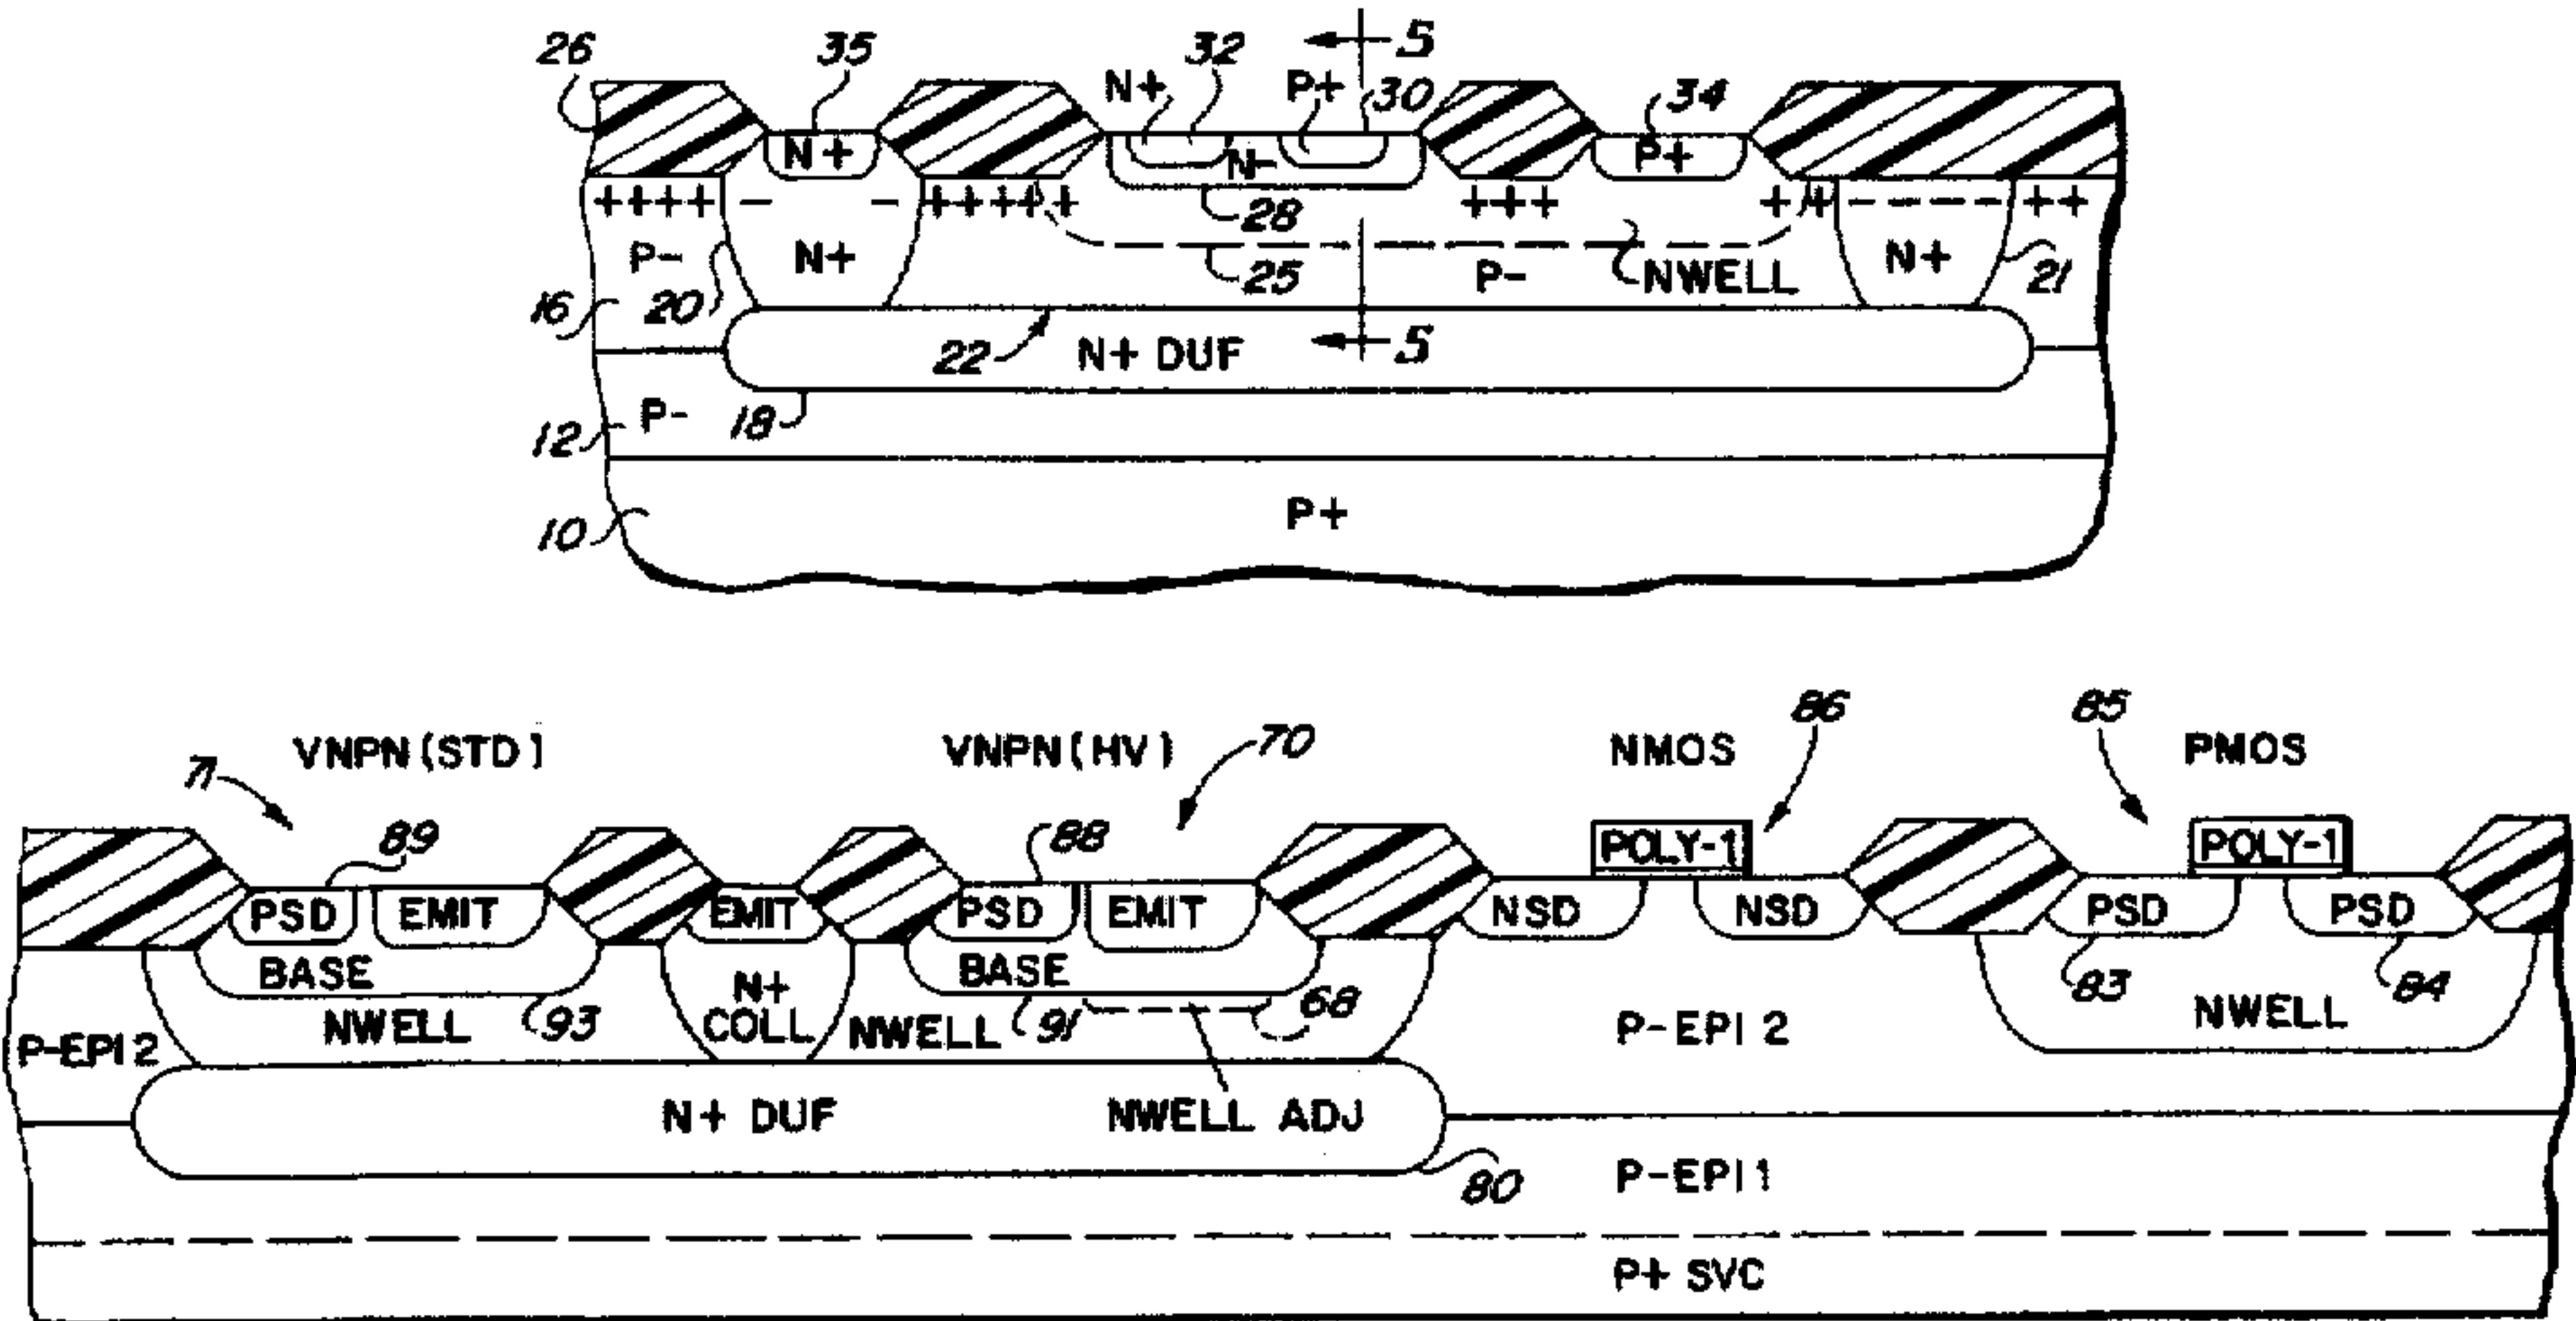 26 35 N+ 32 P+ 5 30 34
N+ N- P+
++++ - - +++++ 28 +++ ++ ----- ++
P- N+ 25 P- NWELL N+ 21
16 20
22 N+ DUF 5
12 P- 18
10 P+
71 VNPN(STD) VNPN(HV) 70 NMOS 86 85 PMOS
89 88 POLY-1 POLY-1
PSD EMIT EMIT PSD EMIT NSD NSD PSD PSD
BASE 93 N+ BASE 91 68 83 84
NWELL COLL NWELL P-EPI 2 NWELL
P-EPI 2
N+ DUF NWELL ADJ
80 P-EPI 1
P+ SVC